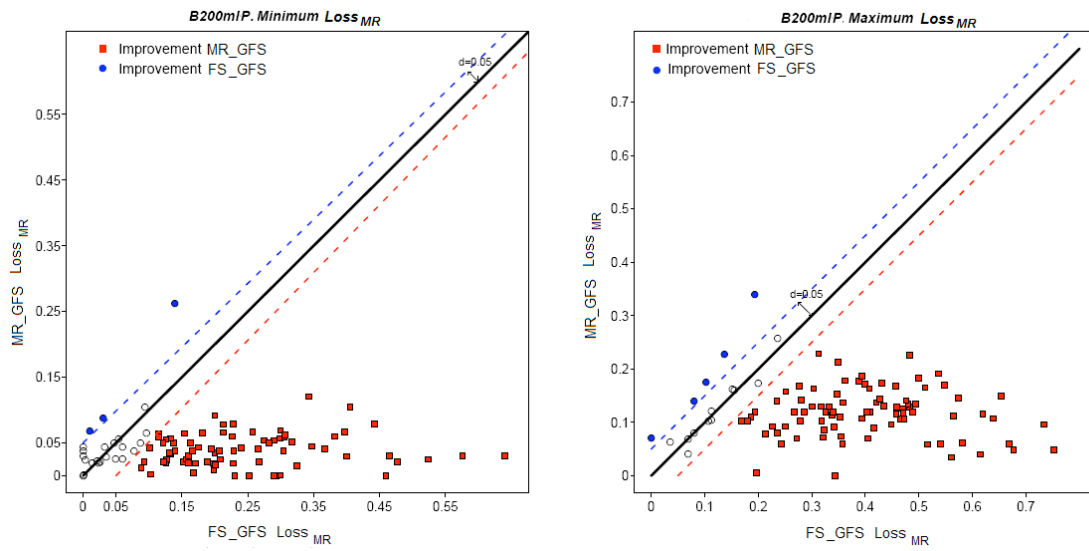 B200mlP. Minimum Loss MR
Improvement MR_GFS
Improvement FS_GFS
d=0.05
0.55
0.45
0.35
0.25
0.15
0.05
0
MR_GFS Loss MR
0 0.05 0.15 0.25 0.35 0.45 0.55
FS_GFS Loss MR
B200mlP. Maximum Loss MR
Improvement MR_GFS
Improvement FS_GFS
d=0.05
0.7
0.6
0.5
0.4
0.3
0.2
0.1
0
MR_GFS Loss MR
0 0.1 0.2 0.3 0.4 0.5 0.6 0.7
FS_GFS Loss MR